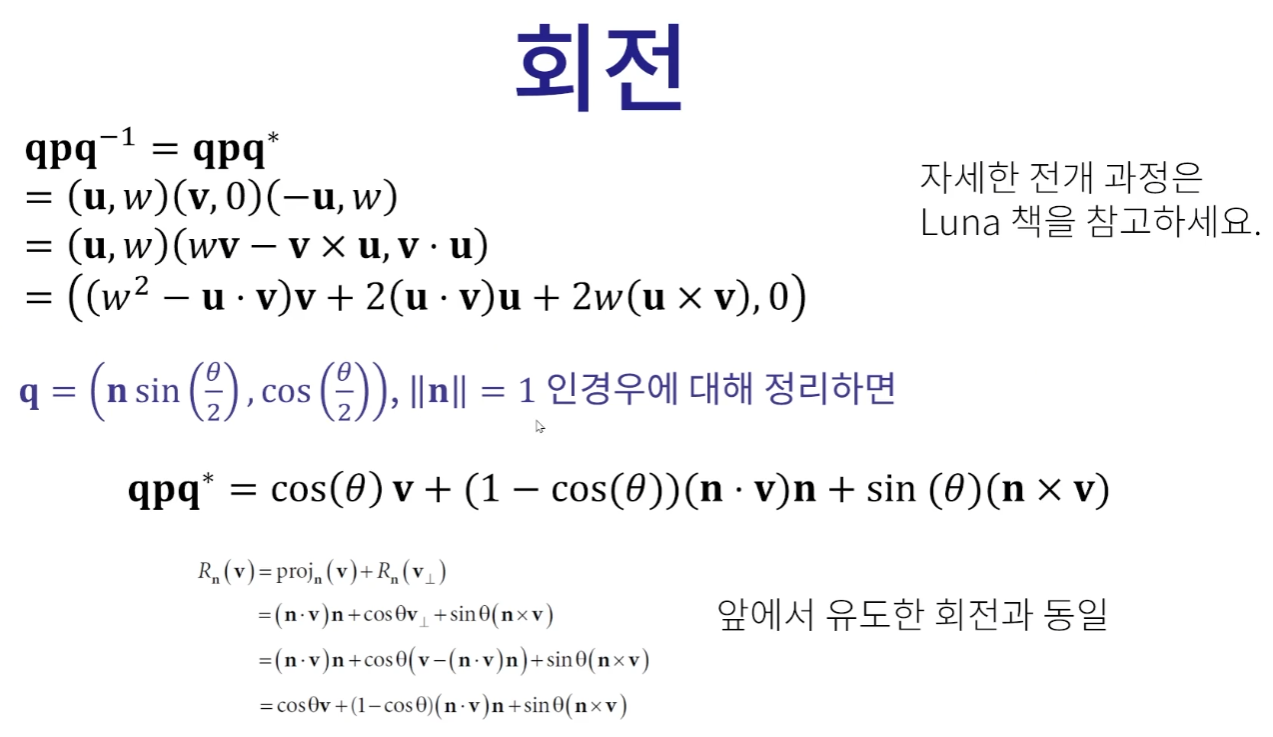 회전
𝐪𝐩𝐪⁻¹ = 𝐪𝐩𝐪*
= (𝐮, w)(𝐯, 0)(−𝐮, w)
= (𝐮, w)(w𝐯 − 𝐯 × 𝐮, 𝐯 · 𝐮)
= ((w² − 𝐮 · 𝐯)𝐯 + 2(𝐮 · 𝐯)𝐮 + 2w(𝐮 × 𝐯), 0)
자세한 전개 과정은
Luna 책을 참고하세요.
𝐪 = (𝐧 sin(θ/2), cos(θ/2)), ‖𝐧‖ = 1 인경우에 대해 정리하면
𝐪𝐩𝐪* = cos(θ) 𝐯 + (1 − cos(θ))(𝐧 · 𝐯)𝐧 + sin (θ)(𝐧 × 𝐯)
R𝐧(𝐯) = proj𝐧(𝐯) + R𝐧(𝐯⊥)
= (𝐧 · 𝐯)𝐧 + cosθ𝐯⊥ + sinθ(𝐧 × 𝐯)
= (𝐧 · 𝐯)𝐧 + cosθ(𝐯 − (𝐧 · 𝐯)𝐧) + sinθ(𝐧 × 𝐯)
= cosθ𝐯 + (1 − cosθ)(𝐧 · 𝐯)𝐧 + sinθ(𝐧 × 𝐯)
앞에서 유도한 회전과 동일